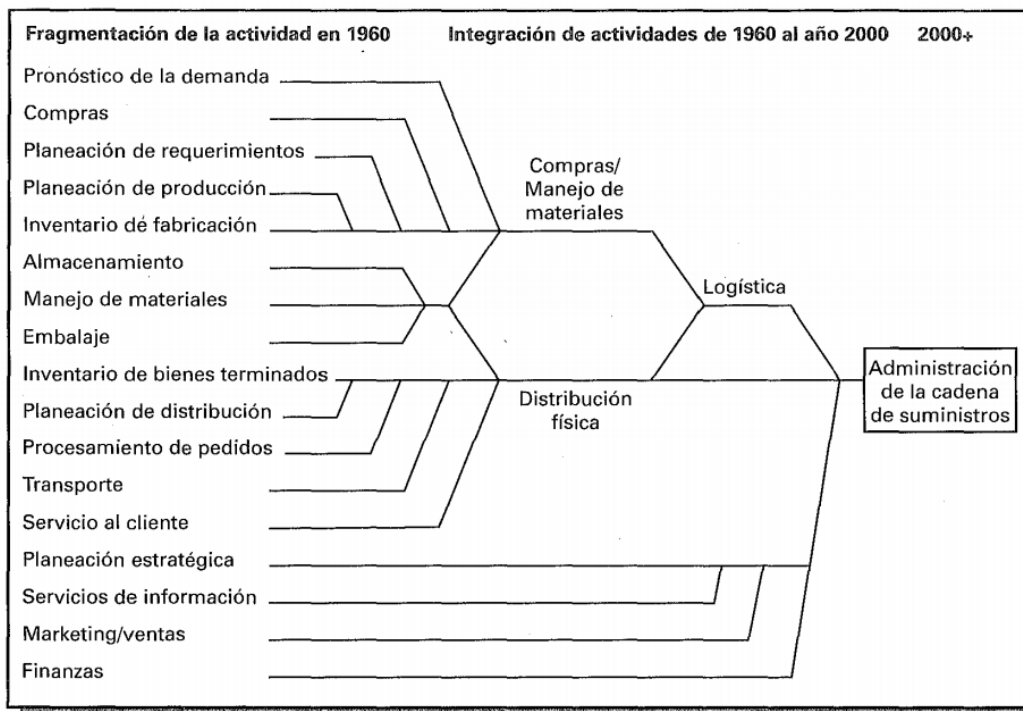 Fragmentación de la actividad en 1960 Integración de actividades de 1960 al año 2000 2000+
Pronóstico de la demanda
Compras
Planeación de requerimientos
Planeación de producción
Inventario de fabricación
Almacenamiento
Manejo de materiales
Embalaje
Inventario de bienes terminados
Planeación de distribución
Procesamiento de pedidos
Transporte
Servicio al cliente
Planeación estratégica
Servicios de información
Marketing/ventas
Finanzas
Compras/
Manejo de
materiales
Distribución
física
Logística
Administración
de la cadena
de suministros